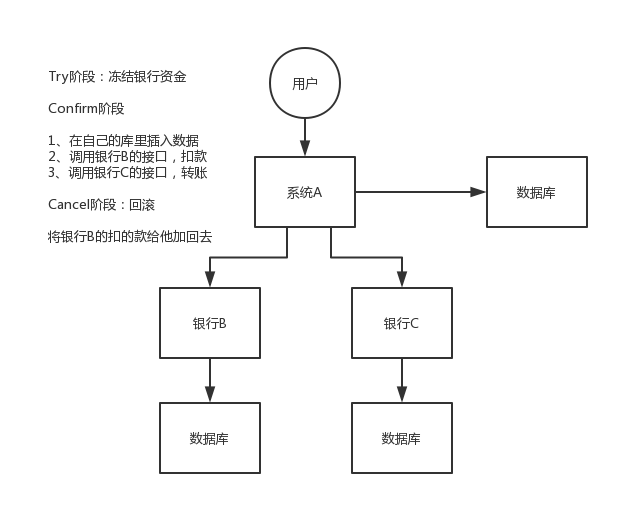 Try阶段：冻结银行资金
Confirm阶段
1、在自己的库里插入数据
2、调用银行B的接口，扣款
3、调用银行C的接口，转账
Cancel阶段：回滚
将银行B的扣的款给他加回去
用户
系统A
数据库
银行B
银行C
数据库
数据库